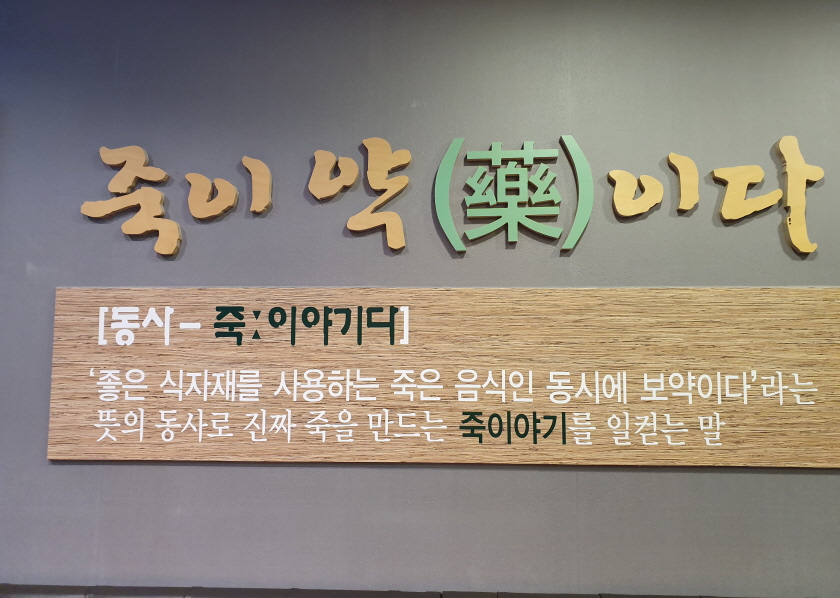 죽이 약(藥)이다
[동사 - 죽:이야기다]
'좋은 식자재를 사용하는 죽은 음식인 동시에 보약이다'라는
뜻의 동사로 진짜 죽을 만드는 죽이야기를 일컫는 말